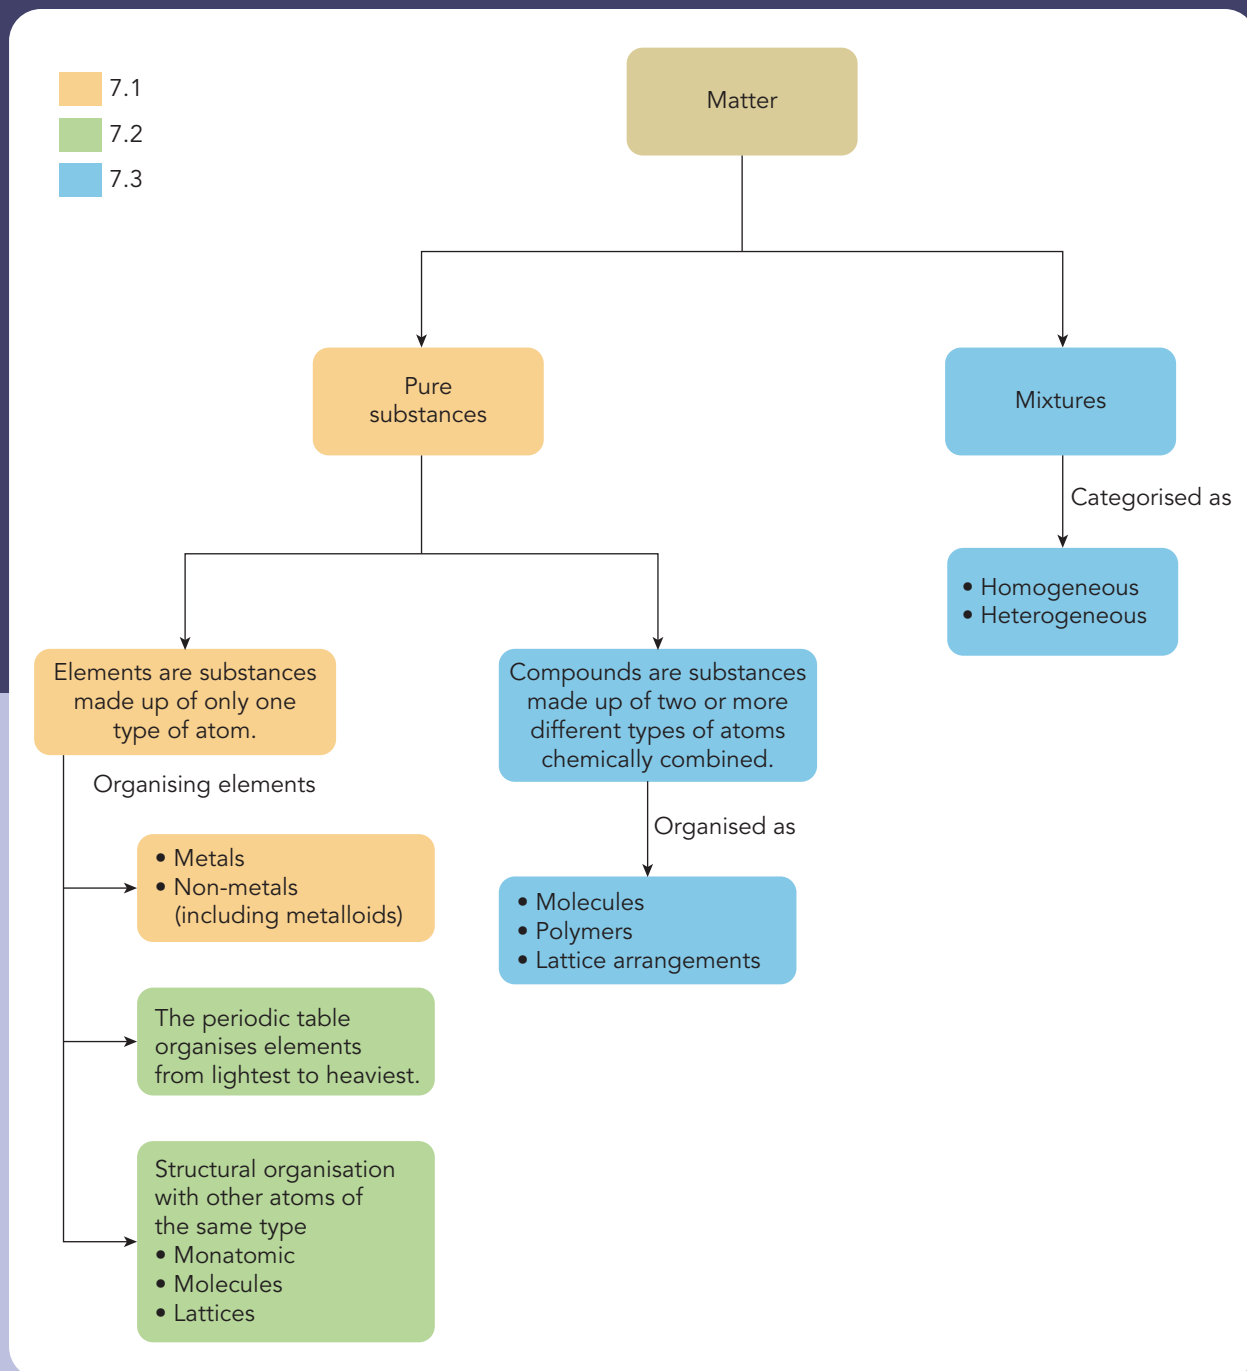 7.1
7.2
7.3
Matter
Pure
substances
Mixtures
Categorised as
• Homogeneous
• Heterogeneous
Elements are substances
made up of only one
type of atom.
Compounds are substances
made up of two or more
different types of atoms
chemically combined.
Organising elements
Organised as
• Metals
• Non-metals
(including metalloids)
• Molecules
• Polymers
• Lattice arrangements
The periodic table
organises elements
from lightest to heaviest.
Structural organisation
with other atoms of
the same type
• Monatomic
• Molecules
• Lattices